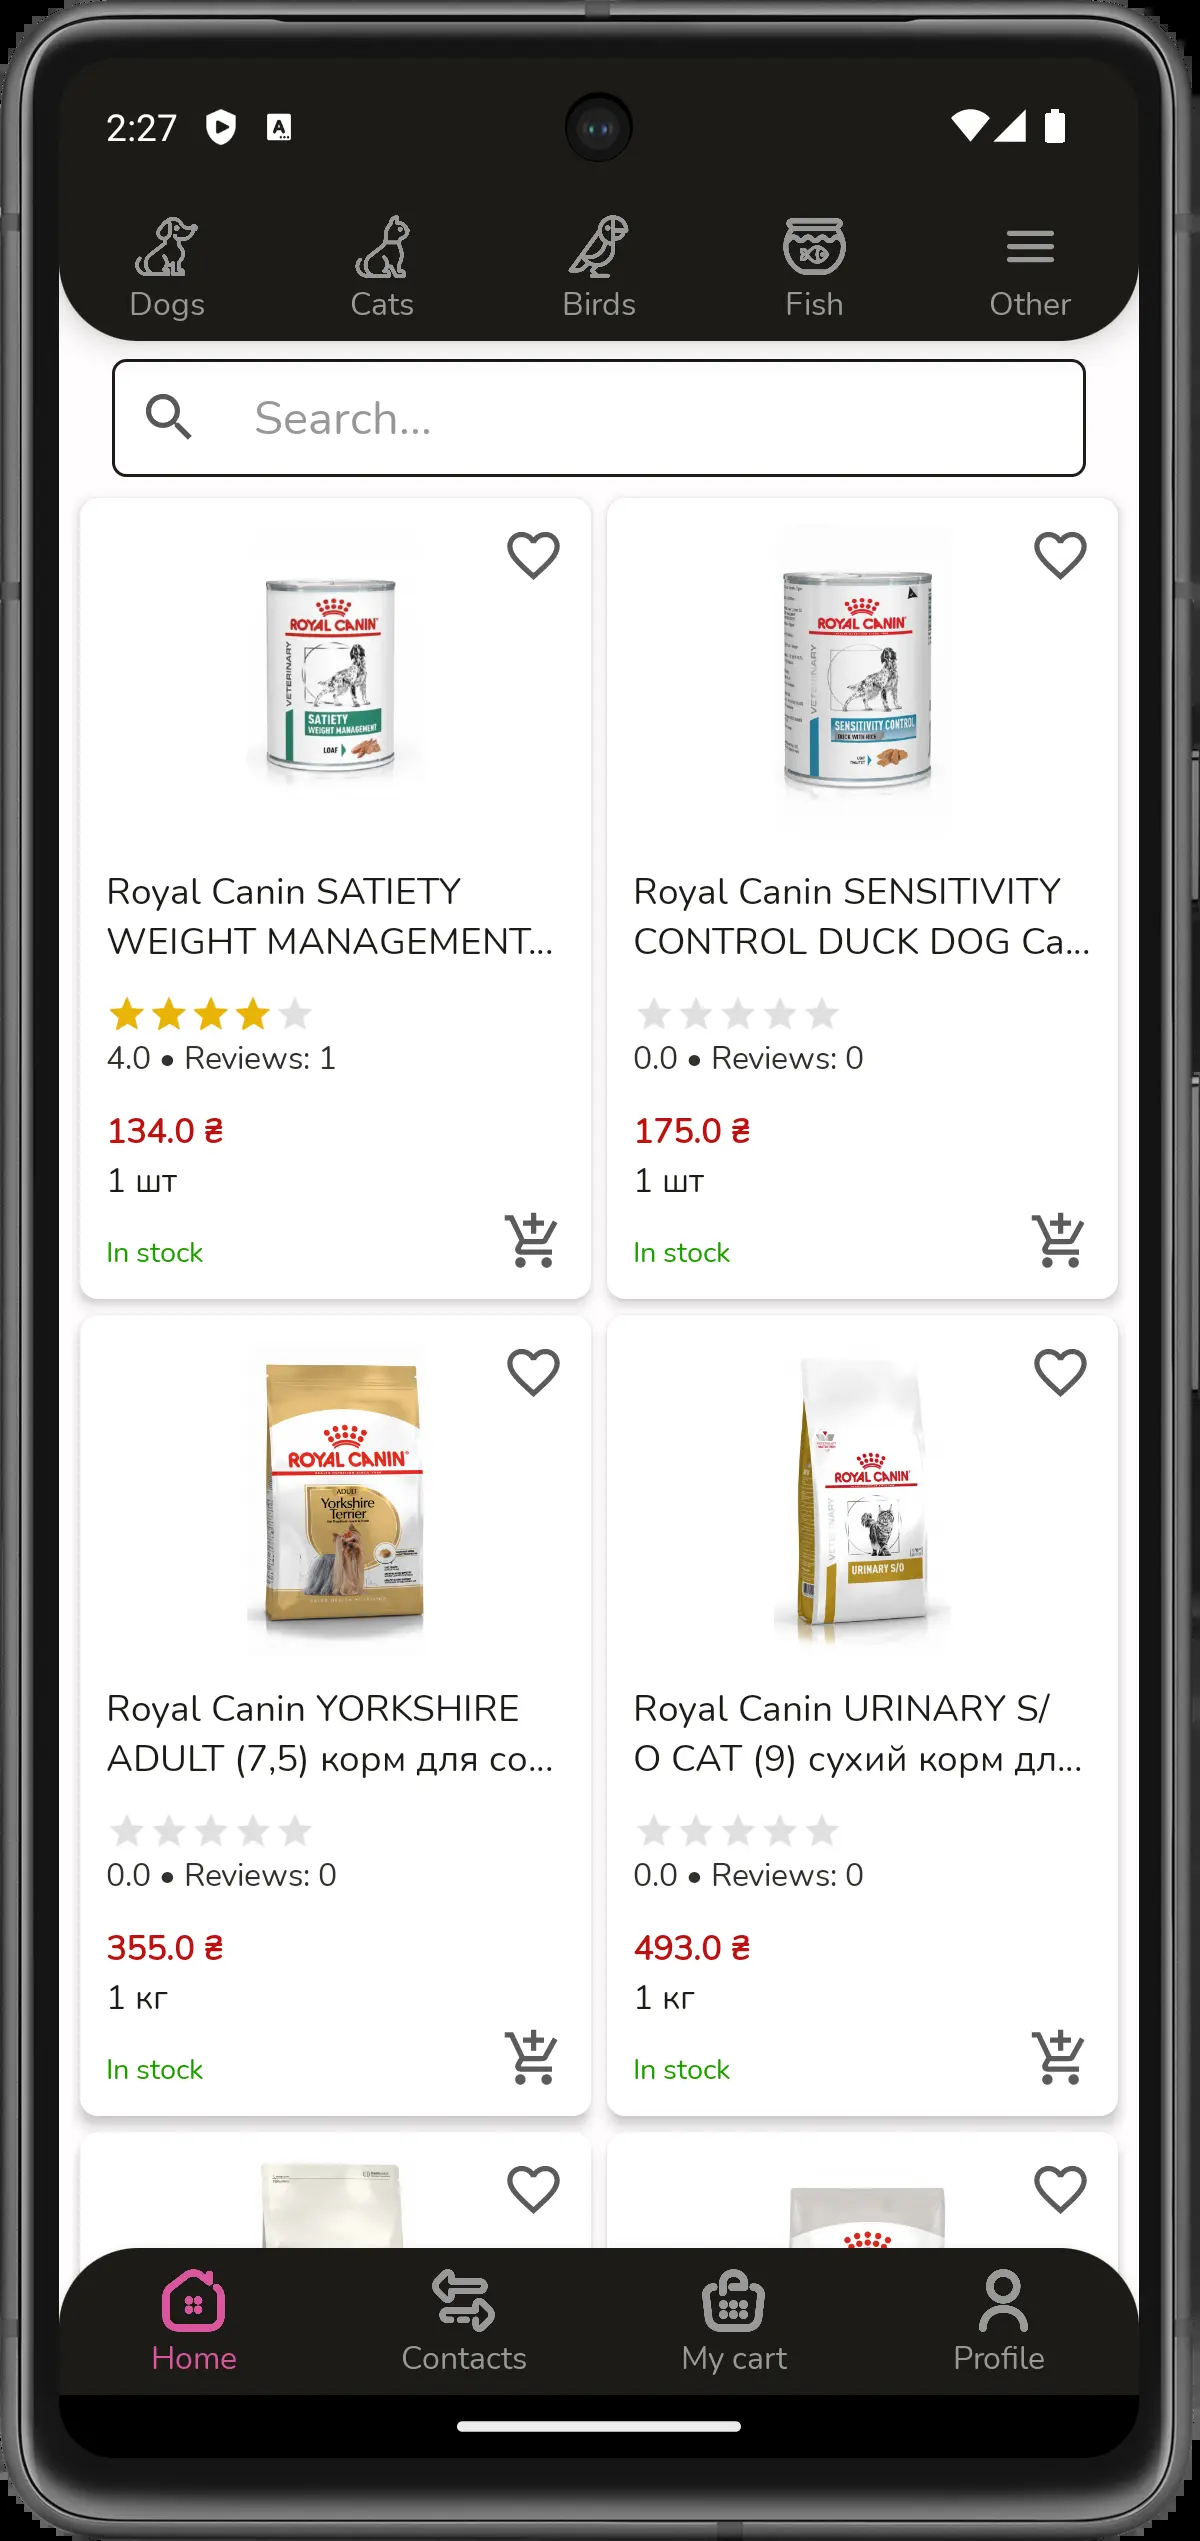 2:27
Dogs
Cats
Birds
Fish
Other
Search...
ROYAL CANIN
VETERINARY
SATIETY
WEIGHT MANAGEMENT
LOAF
ROYAL CANIN
VETERINARY
SENSITIVITY CONTROL
DUCK WITH RICE
Royal Canin SATIETY
WEIGHT MANAGEMENT...
4.0 • Reviews: 1
134.0 ₴
1 шт
In stock
Royal Canin SENSITIVITY
CONTROL DUCK DOG Ca...
0.0 • Reviews: 0
175.0 ₴
1 шт
In stock
ROYAL CANIN
ADULT
Yorkshire
Terrier
ROYAL CANIN
VETERINARY
URINARY S/O
Royal Canin YORKSHIRE
ADULT (7,5) корм для со...
0.0 • Reviews: 0
355.0 ₴
1 кг
In stock
Royal Canin URINARY S/
O CAT (9) сухий корм дл...
0.0 • Reviews: 0
493.0 ₴
1 кг
In stock
Home
Contacts
My cart
Profile